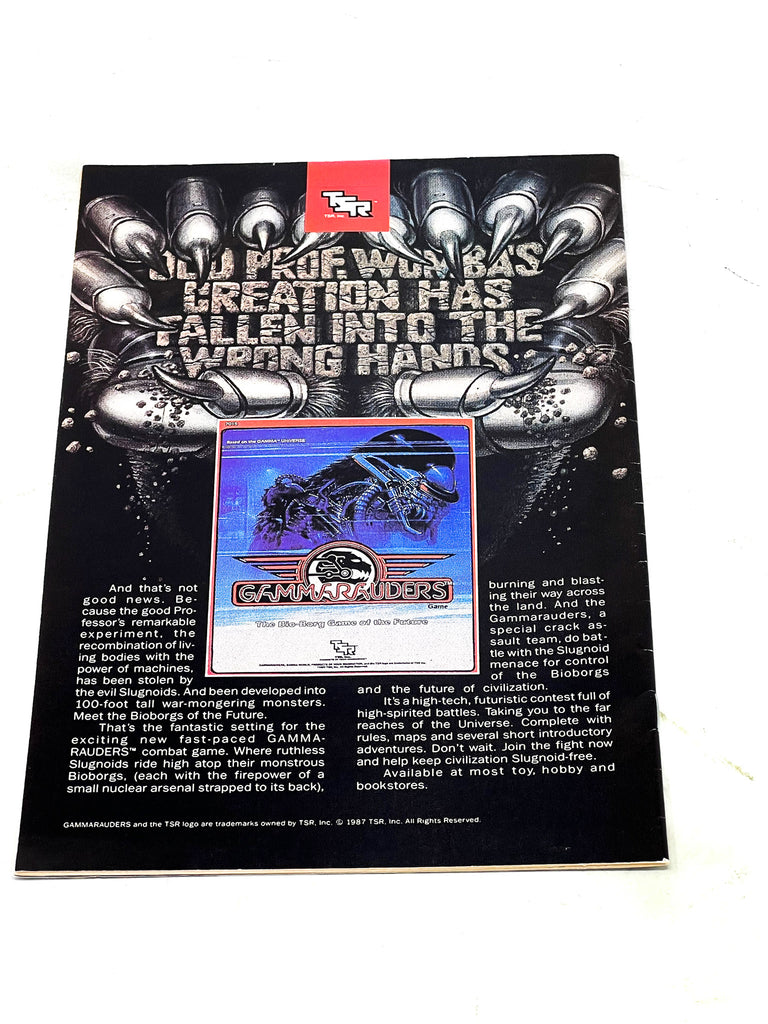 TSR
TSR, Inc.
OLD PROF. WOMBA'S
CREATION HAS
FALLEN INTO THE
WRONG HANDS.
Based on the GAMMA UNIVERSE
GAMMARAUDERS
Game
The Bio-Borg Game of the Future
TSR, Inc.
And that's not
good news. Be-
cause the good Pro-
fessor's remarkable
experiment, the
recombination of liv-
ing bodies with the
power of machines,
has been stolen by
the evil Slugnoids. And been developed into
100-foot tall war-mongering monsters.
Meet the Bioborgs of the Future.
That's the fantastic setting for the
exciting new fast-paced GAMMA-
RAUDERS™ combat game. Where ruthless
Slugnoids ride high atop their monstrous
Bioborgs, (each with the firepower of a
small nuclear arsenal strapped to its back),
burning and blast-
ing their way across
the land. And the
Gammarauders, a
special crack as-
sault team, do bat-
tle with the Slugnoid
menace for control
of the Bioborgs
and the future of civilization.
It's a high-tech, futuristic contest full of
high-spirited battles. Taking you to the far
reaches of the Universe. Complete with
rules, maps and several short introductory
adventures. Don't wait. Join the fight now
and help keep civilization Slugnoid-free.
Available at most toy, hobby and
bookstores.
GAMMARAUDERS and the TSR logo are trademarks owned by TSR, Inc. © 1987 TSR, Inc. All Rights Reserved.